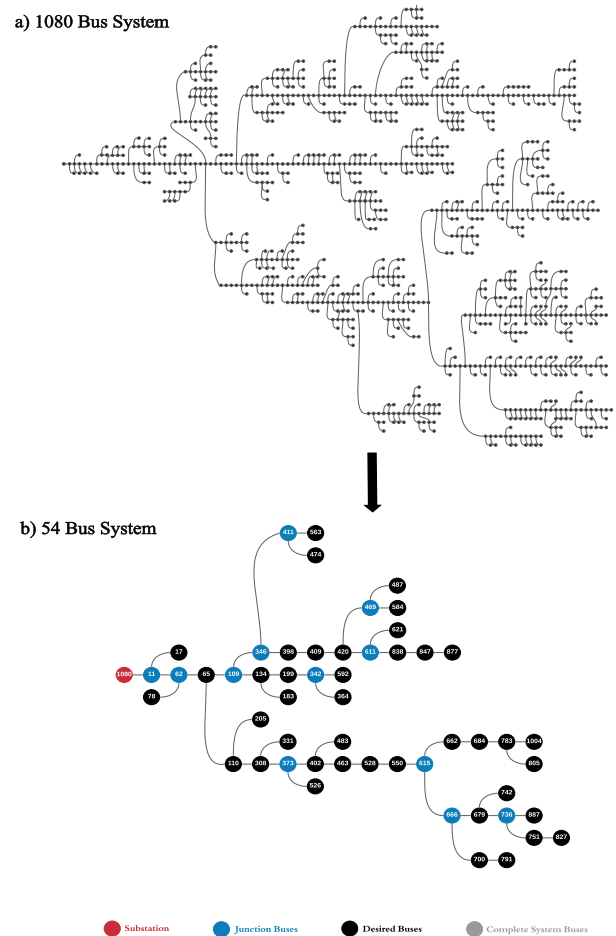 a) 1080 Bus System
b) 54 Bus System
411 563
474
487
469 584
621
17
346 398 409 420 611 838 847 877
1080 11 62 65 109 134 199 342 592
78 183 364
205
331 483 662 684 783 1004
110 308 373 402 463 528 550 615 805
526
742
666 679 736 887
751 827
700 791
Substation Junction Buses Desired Buses Complete System Buses